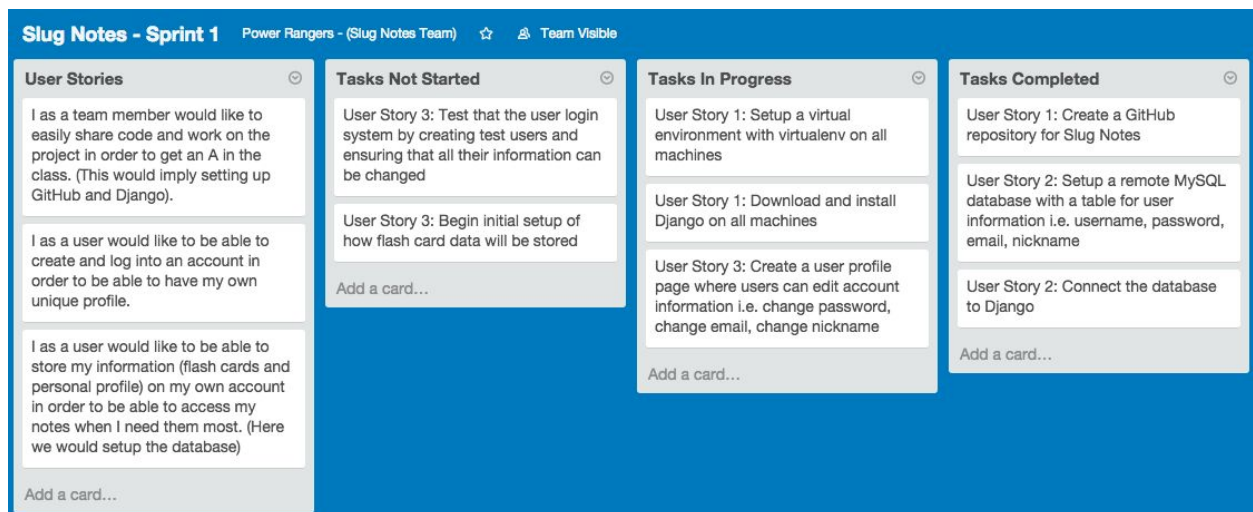 Slug Notes - Sprint 1 Power Rangers - (Slug Notes Team) Team Visible
User Stories
I as a team member would like to
easily share code and work on the
project in order to get an A in the
class. (This would imply setting up
GitHub and Django).
I as a user would like to be able to
create and log into an account in
order to be able to have my own
unique profile.
I as a user would like to be able to
store my information (flash cards and
personal profile) on my own account
in order to be able to access my
notes when I need them most. (Here
we would setup the database)
Add a card...
Tasks Not Started
User Story 3: Test that the user login
system by creating test users and
ensuring that all their information can
be changed
User Story 3: Begin initial setup of
how flash card data will be stored
Add a card...
Tasks In Progress
User Story 1: Setup a virtual
environment with virtualenv on all
machines
User Story 1: Download and install
Django on all machines
User Story 3: Create a user profile
page where users can edit account
information i.e. change password,
change email, change nickname
Add a card...
Tasks Completed
User Story 1: Create a GitHub
repository for Slug Notes
User Story 2: Setup a remote MySQL
database with a table for user
information i.e. username, password,
email, nickname
User Story 2: Connect the database
to Django
Add a card...